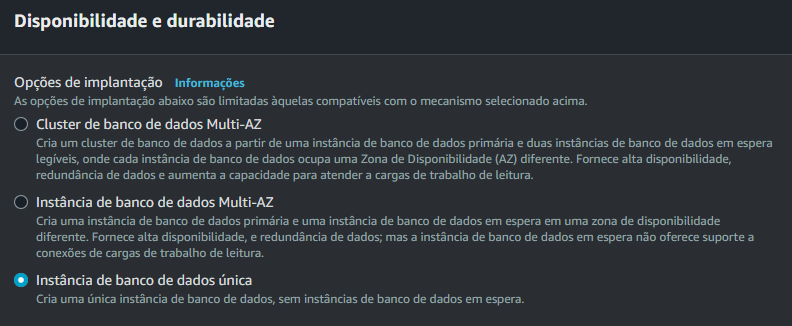 Disponibilidade e durabilidade
Opções de implantação Informações
As opções de implantação abaixo são limitadas àquelas compatíveis com o mecanismo selecionado acima.
Cluster de banco de dados Multi-AZ
Cria um cluster de banco de dados a partir de uma instância de banco de dados primária e duas instâncias de banco de dados em espera
legíveis, onde cada instância de banco de dados ocupa uma Zona de Disponibilidade (AZ) diferente. Fornece alta disponibilidade,
redundância de dados e aumenta a capacidade para atender a cargas de trabalho de leitura.
Instância de banco de dados Multi-AZ
Cria uma instância de banco de dados primária e uma instância de banco de dados em espera em uma zona de disponibilidade
diferente. Fornece alta disponibilidade, e redundância de dados; mas a instância de banco de dados em espera não oferece suporte a
conexões de cargas de trabalho de leitura.
Instância de banco de dados única
Cria uma única instância de banco de dados, sem instâncias de banco de dados em espera.